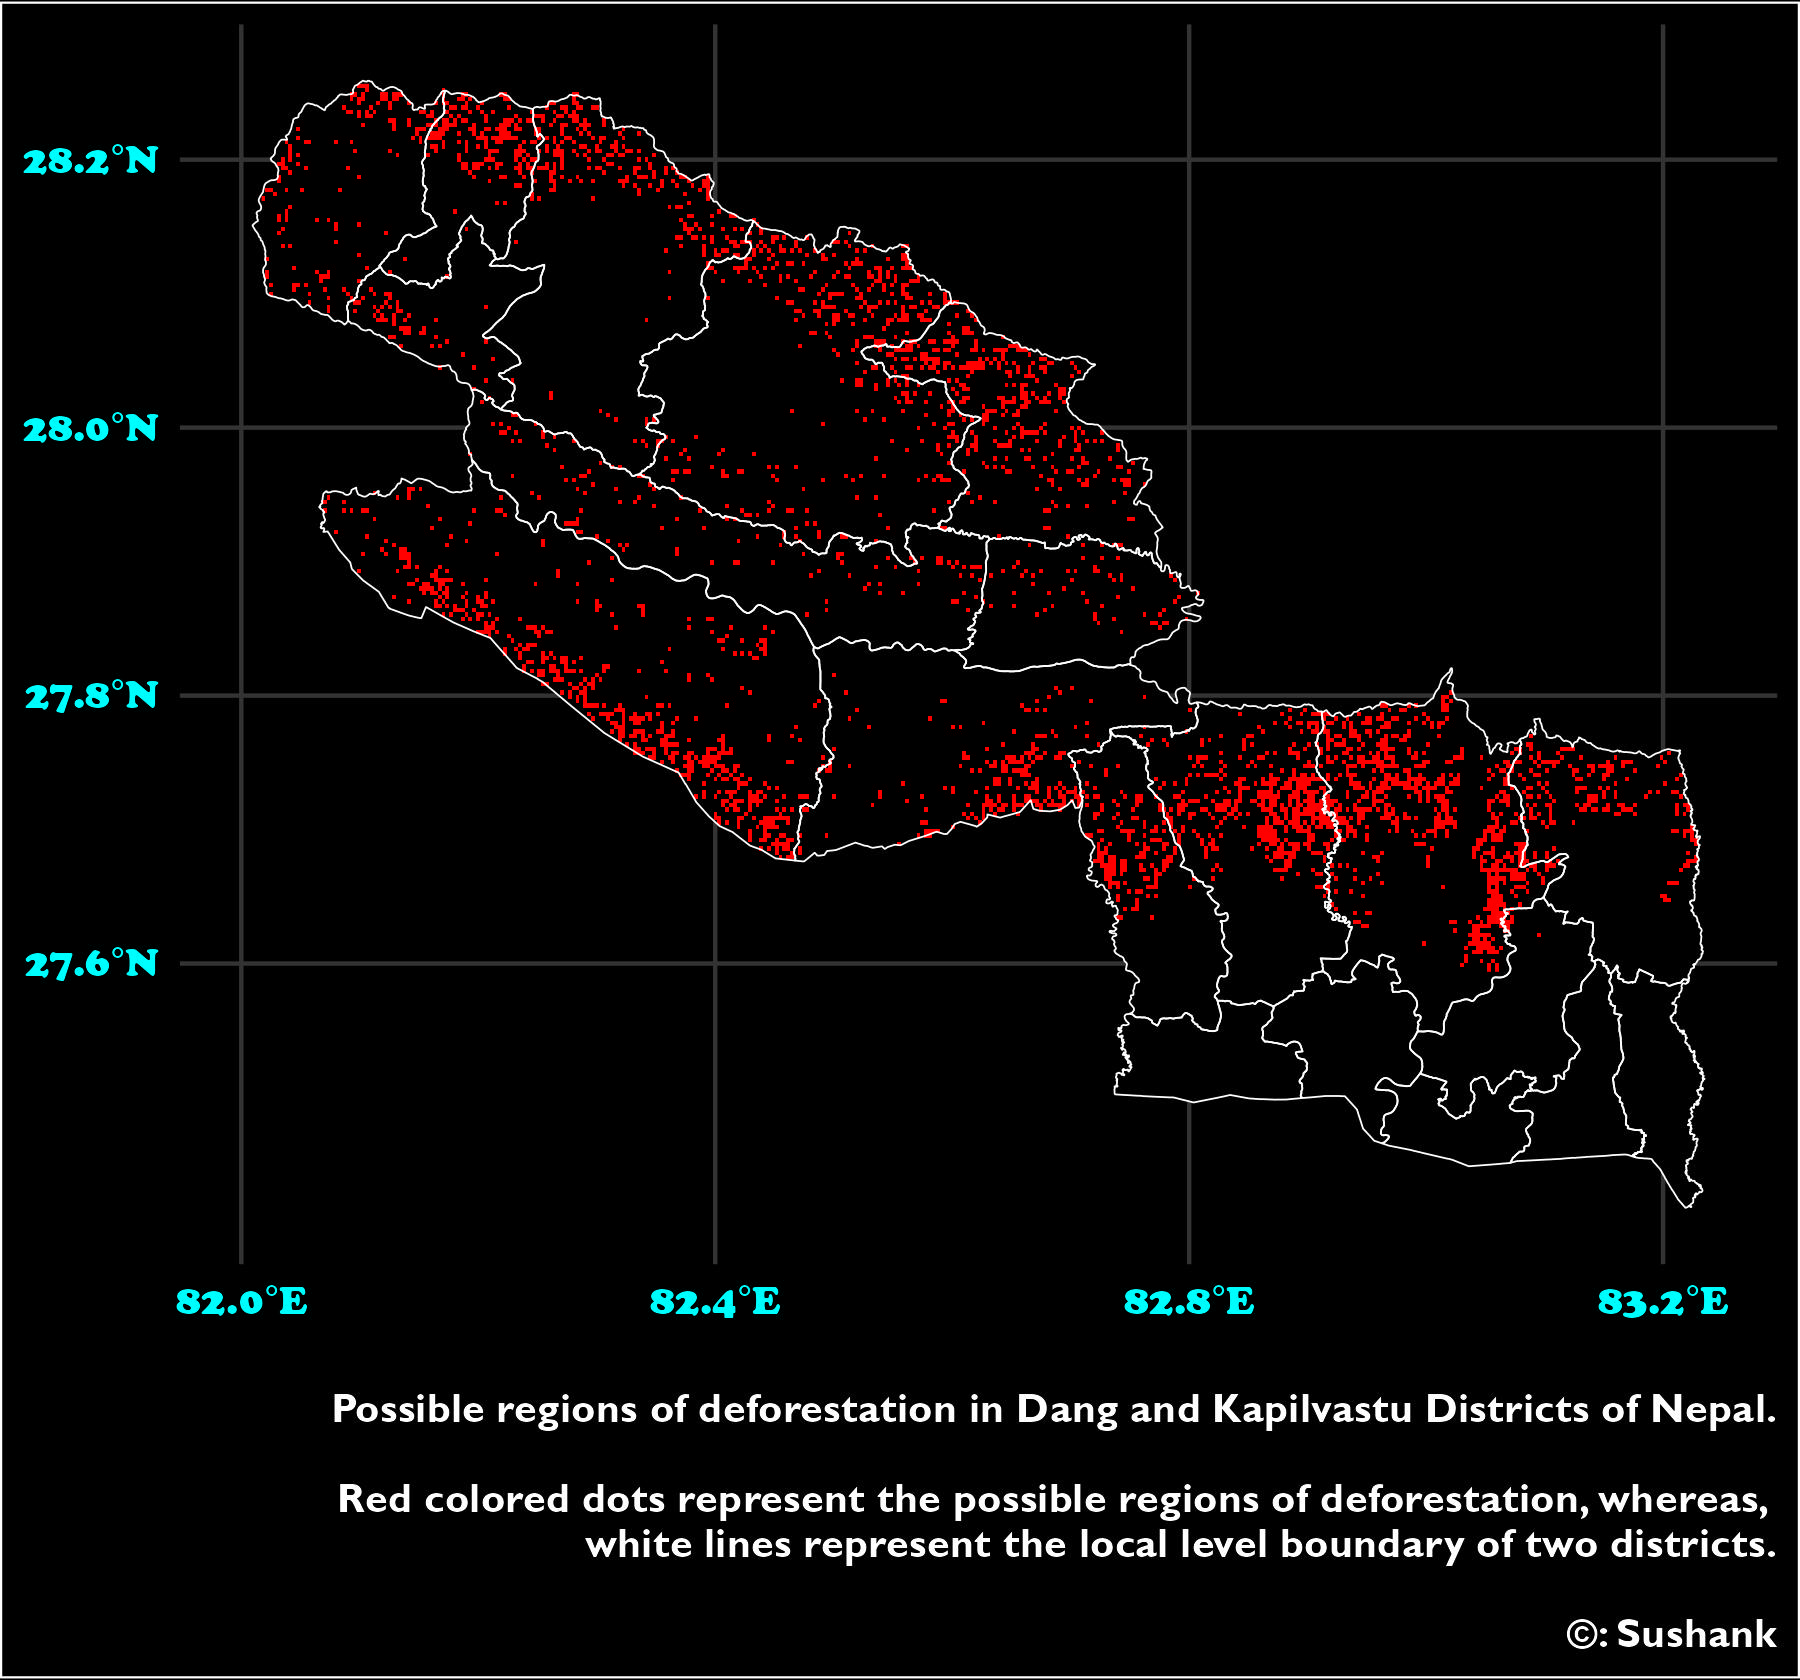 28.2°N
28.0°N
27.8°N
27.6°N
82.0°E 82.4°E 82.8°E 83.2°E
Possible regions of deforestation in Dang and Kapilvastu Districts of Nepal.
Red colored dots represent the possible regions of deforestation, whereas,
white lines represent the local level boundary of two districts.
©: Sushank